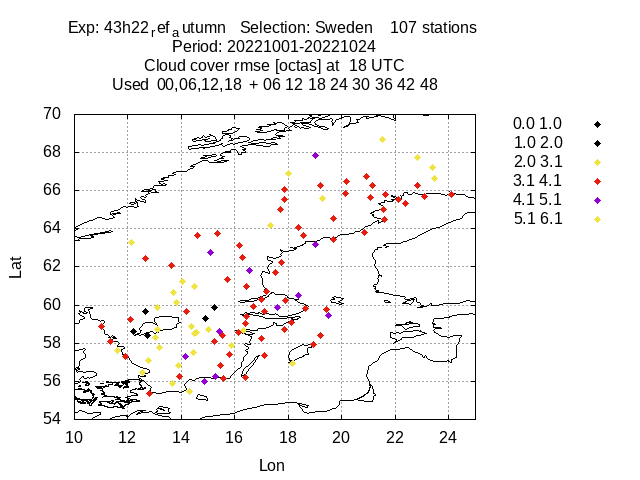 Exp: 43h22refautumn   Selection: Sweden    107 stations
Period: 20221001-20221024
Cloud cover rmse [octas] at  18 UTC
Used  00,06,12,18  + 06 12 18 24 30 36 42 48
70
68
66
64
62
60
58
56
54
Lat
10 12 14 16 18 20 22 24
Lon
0.0 1.0
1.0 2.0
2.0 3.1
3.1 4.1
4.1 5.1
5.1 6.1